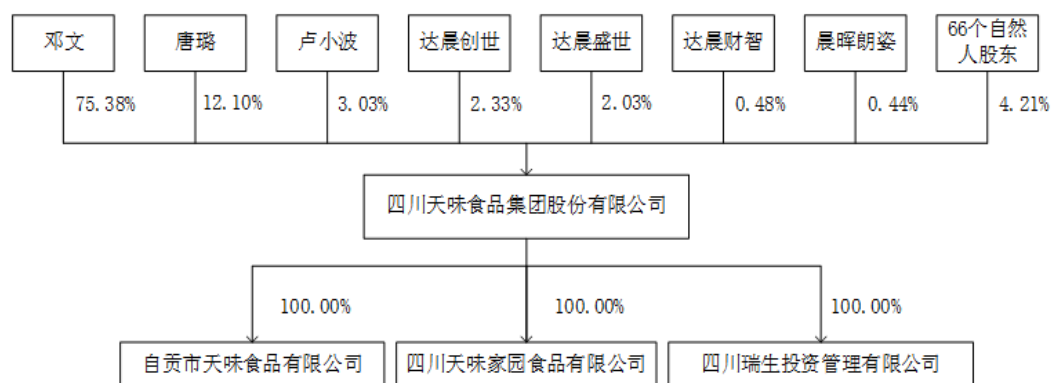 邓文
唐璐
卢小波
达晨创世
达晨盛世
达晨财智
晨晖朗姿
66个自然
人股东
75.38%
12.10%
3.03%
2.33%
2.03%
0.48%
0.44%
4.21%
四川天味食品集团股份有限公司
100.00%
100.00%
100.00%
自贡市天味食品有限公司
四川天味家园食品有限公司
四川瑞生投资管理有限公司